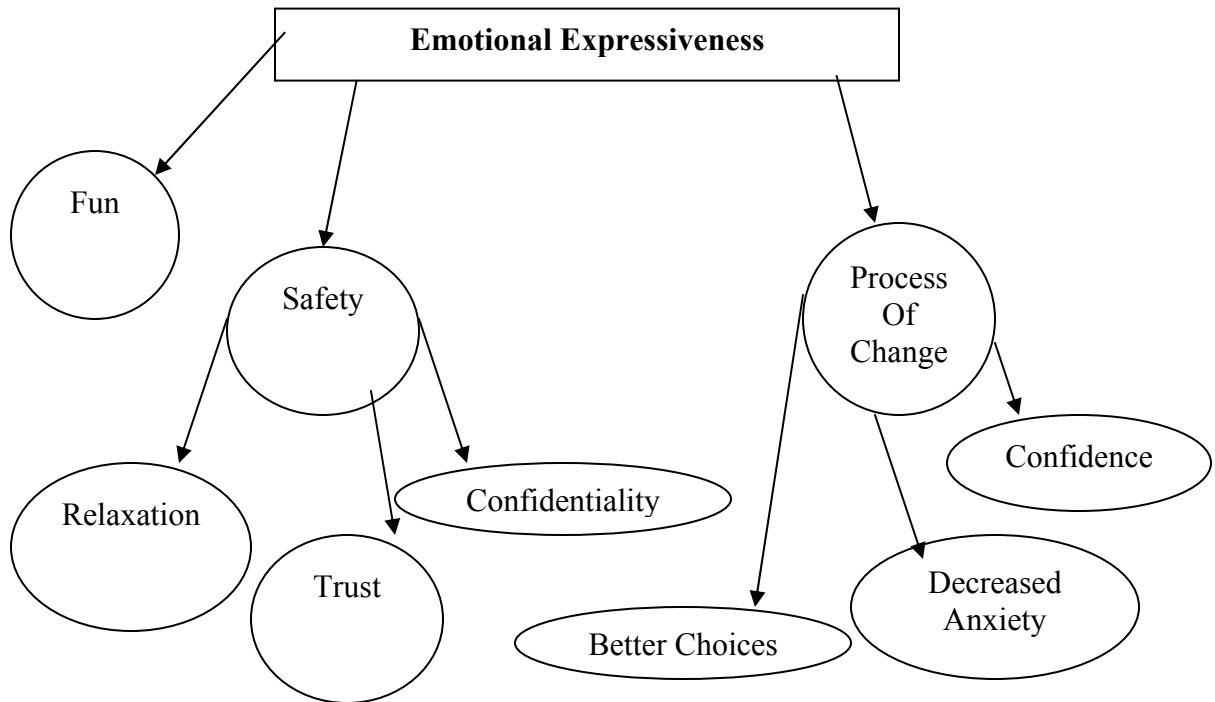 Emotional Expressiveness
Fun
Safety
Process
Of
Change
Relaxation
Trust
Confidentiality
Better Choices
Decreased
Anxiety
Confidence